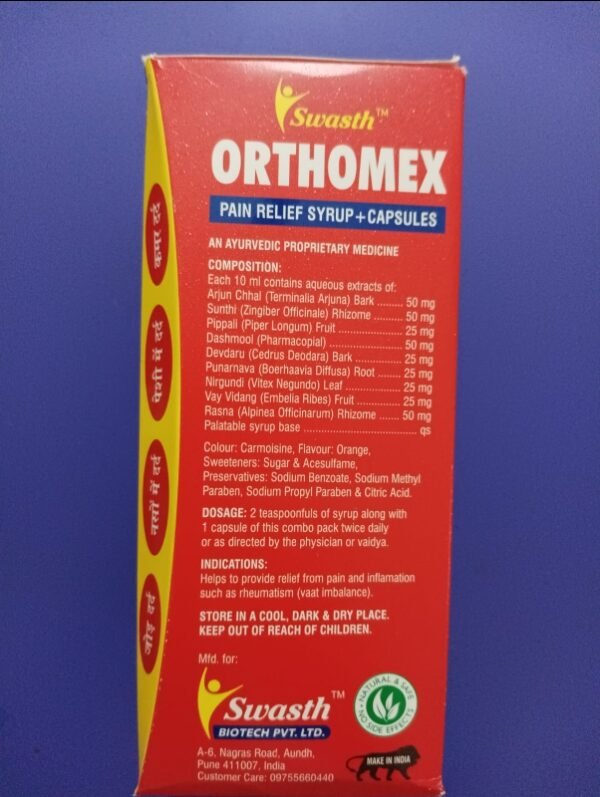 Swasth™
ORTHOMEX
PAIN RELIEF SYRUP+CAPSULES
AN AYURVEDIC PROPRIETARY MEDICINE
COMPOSITION:
Each 10 ml contains aqueous extracts of:
Arjun Chhal (Terminalia Arjuna) Bark ........ 50 mg
Sunthi (Zingiber Officinale) Rhizome .......... 50 mg
Pippali (Piper Longum) Fruit ........................ 25 mg
Dashmool (Pharmacopial) .......................... 50 mg
Devdaru (Cedrus Deodara) Bark ................ 25 mg
Punarnava (Boerhaavia Diffusa) Root ....... 25 mg
Nirgundi (Vitex Negundo) Leaf ................... 25 mg
Vay Vidang (Embelia Ribes) Fruit ............... 25 mg
Rasna (Alpinea Officinarum) Rhizome ...... 50 mg
Palatable syrup base ...................................... qs
Colour: Carmoisine, Flavour: Orange,
Sweeteners: Sugar & Acesulfame,
Preservatives: Sodium Benzoate, Sodium Methyl
Paraben, Sodium Propyl Paraben & Citric Acid.
DOSAGE: 2 teaspoonfuls of syrup along with
1 capsule of this combo pack twice daily
or as directed by the physician or vaidya.
INDICATIONS:
Helps to provide relief from pain and inflamation
such as rheumatism (vaat imbalance).
STORE IN A COOL, DARK & DRY PLACE.
KEEP OUT OF REACH OF CHILDREN.
Mfd. for:
Swasth™
BIOTECH PVT. LTD.
A-6, Nagras Road, Aundh,
Pune 411007, India
Customer Care: 09755660440
NATURAL & SAFE
NO SIDE EFFECTS
MAKE IN INDIA
कमर दर्द
पेशी में दर्द
नसों में दर्द
जोड़ दर्द